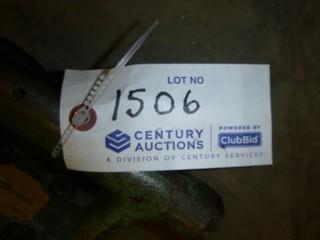 LOT NO
1506
CENTURY AUCTIONS
POWERED BY ClubBid
A DIVISION OF CENTURY SERVICES